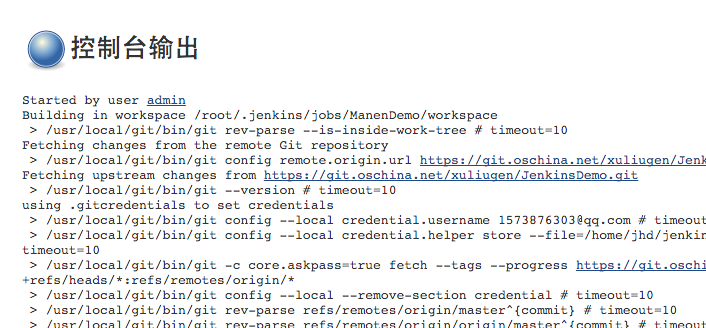 控制台输出
Started by user admin
Building in workspace /root/.jenkins/jobs/ManenDemo/workspace
> /usr/local/git/bin/git rev-parse --is-inside-work-tree # timeout=10
Fetching changes from the remote Git repository
> /usr/local/git/bin/git config remote.origin.url https://git.oschina.net/xuliugen/Jenk
Fetching upstream changes from https://git.oschina.net/xuliugen/JenkinsDemo.git
> /usr/local/git/bin/git --version # timeout=10
using .gitcredentials to set credentials
> /usr/local/git/bin/git config --local credential.username 1573876303@qq.com # timeout
> /usr/local/git/bin/git config --local credential.helper store --file=/home/jhd/jenkin
timeout=10
> /usr/local/git/bin/git -c core.askpass=true fetch --tags --progress https://git.oschi
+refs/heads/*:refs/remotes/origin/*
> /usr/local/git/bin/git config --local --remove-section credential # timeout=10
> /usr/local/git/bin/git rev-parse refs/remotes/origin/master^{commit} # timeout=10
> /usr/local/git/bin/git rev-parse refs/remotes/origin/origin/master^{commit} # timeout